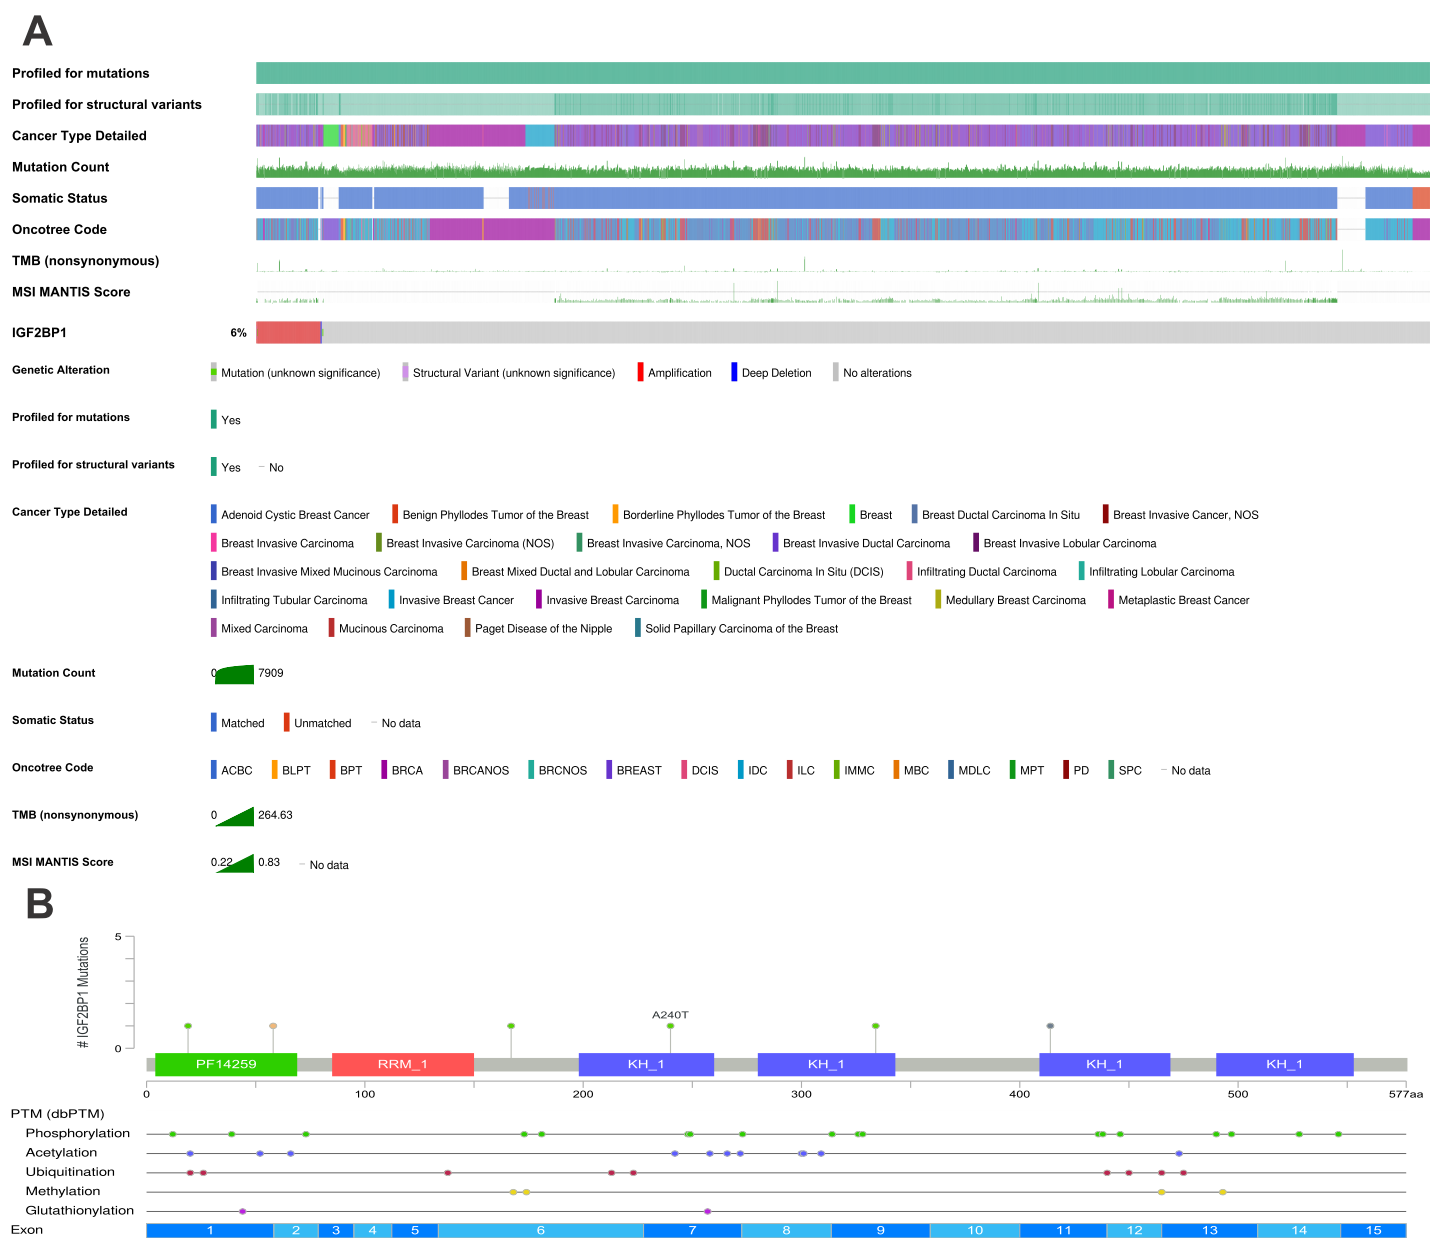 A
Profiled for mutations
Profiled for structural variants
Cancer Type Detailed
Mutation Count
Somatic Status
Oncotree Code
TMB (nonsynonymous)
MSI MANTIS Score
IGF2BP1 6%
Genetic Alteration Mutation (unknown significance) Structural Variant (unknown significance) Amplification Deep Deletion No alterations
Profiled for mutations Yes
Profiled for structural variants Yes No
Cancer Type Detailed Adenoid Cystic Breast Cancer Benign Phyllodes Tumor of the Breast Borderline Phyllodes Tumor of the Breast Breast Breast Ductal Carcinoma In Situ Breast Invasive Cancer, NOS
Breast Invasive Carcinoma Breast Invasive Carcinoma (NOS) Breast Invasive Carcinoma, NOS Breast Invasive Ductal Carcinoma Breast Invasive Lobular Carcinoma
Breast Invasive Mixed Mucinous Carcinoma Breast Mixed Ductal and Lobular Carcinoma Ductal Carcinoma In Situ (DCIS) Infiltrating Ductal Carcinoma Infiltrating Lobular Carcinoma
Infiltrating Tubular Carcinoma Invasive Breast Cancer Invasive Breast Carcinoma Malignant Phyllodes Tumor of the Breast Medullary Breast Carcinoma Metaplastic Breast Cancer
Mixed Carcinoma Mucinous Carcinoma Paget Disease of the Nipple Solid Papillary Carcinoma of the Breast
Mutation Count 0 7909
Somatic Status Matched Unmatched No data
Oncotree Code ACBC BLPT BPT BRCA BRCANOS BRCNOS BREAST DCIS IDC ILC IMMC MBC MDLC MPT PD SPC No data
TMB (nonsynonymous) 0 264.63
MSI MANTIS Score 0.22 0.83 No data
B
# IGF2BP1 Mutations
5
A240T
0
PF14259 RRM_1 KH_1 KH_1 KH_1 KH_1
0 100 200 300 400 500 577aa
PTM (dbPTM)
Phosphorylation
Acetylation
Ubiquitination
Methylation
Glutathionylation
Exon 1 2 3 4 5 6 7 8 9 10 11 12 13 14 15